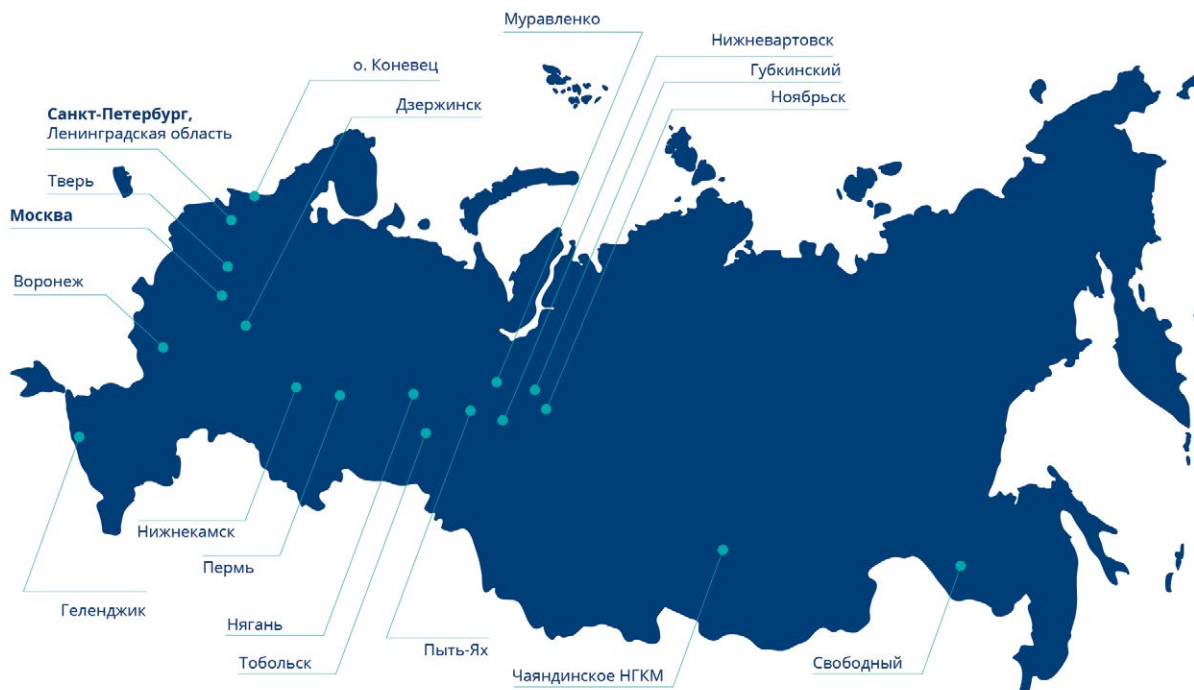 Муравленко
Нижневартовск
о. Коневец
Губкинский
Дзержинск
Ноябрьск
Санкт-Петербург,
Ленинградская область
Тверь
Москва
Воронеж
Нижнекамск
Пермь
Геленджик
Нягань
Пыть-Ях
Тобольск
Чаяндинское НГКМ
Свободный